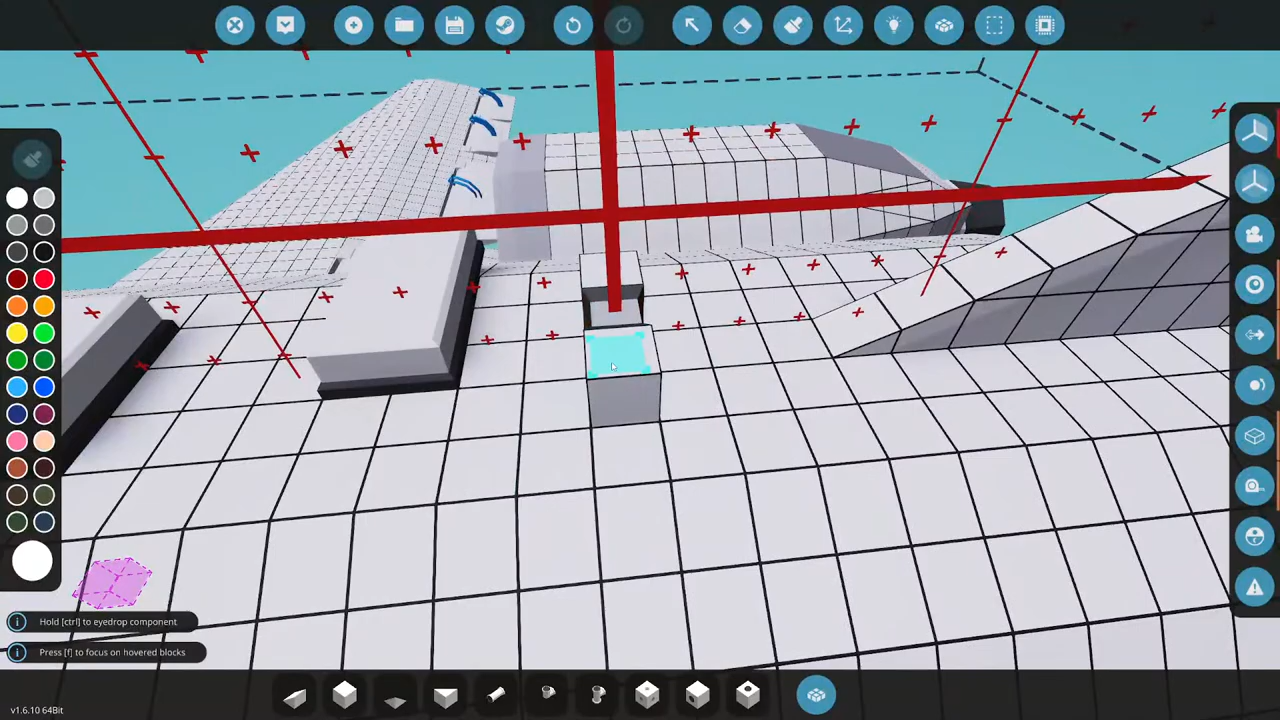 Hold [ctrl] to eyedrop component
Press [f] to focus on hovered blocks
v1.6.10 64Bit